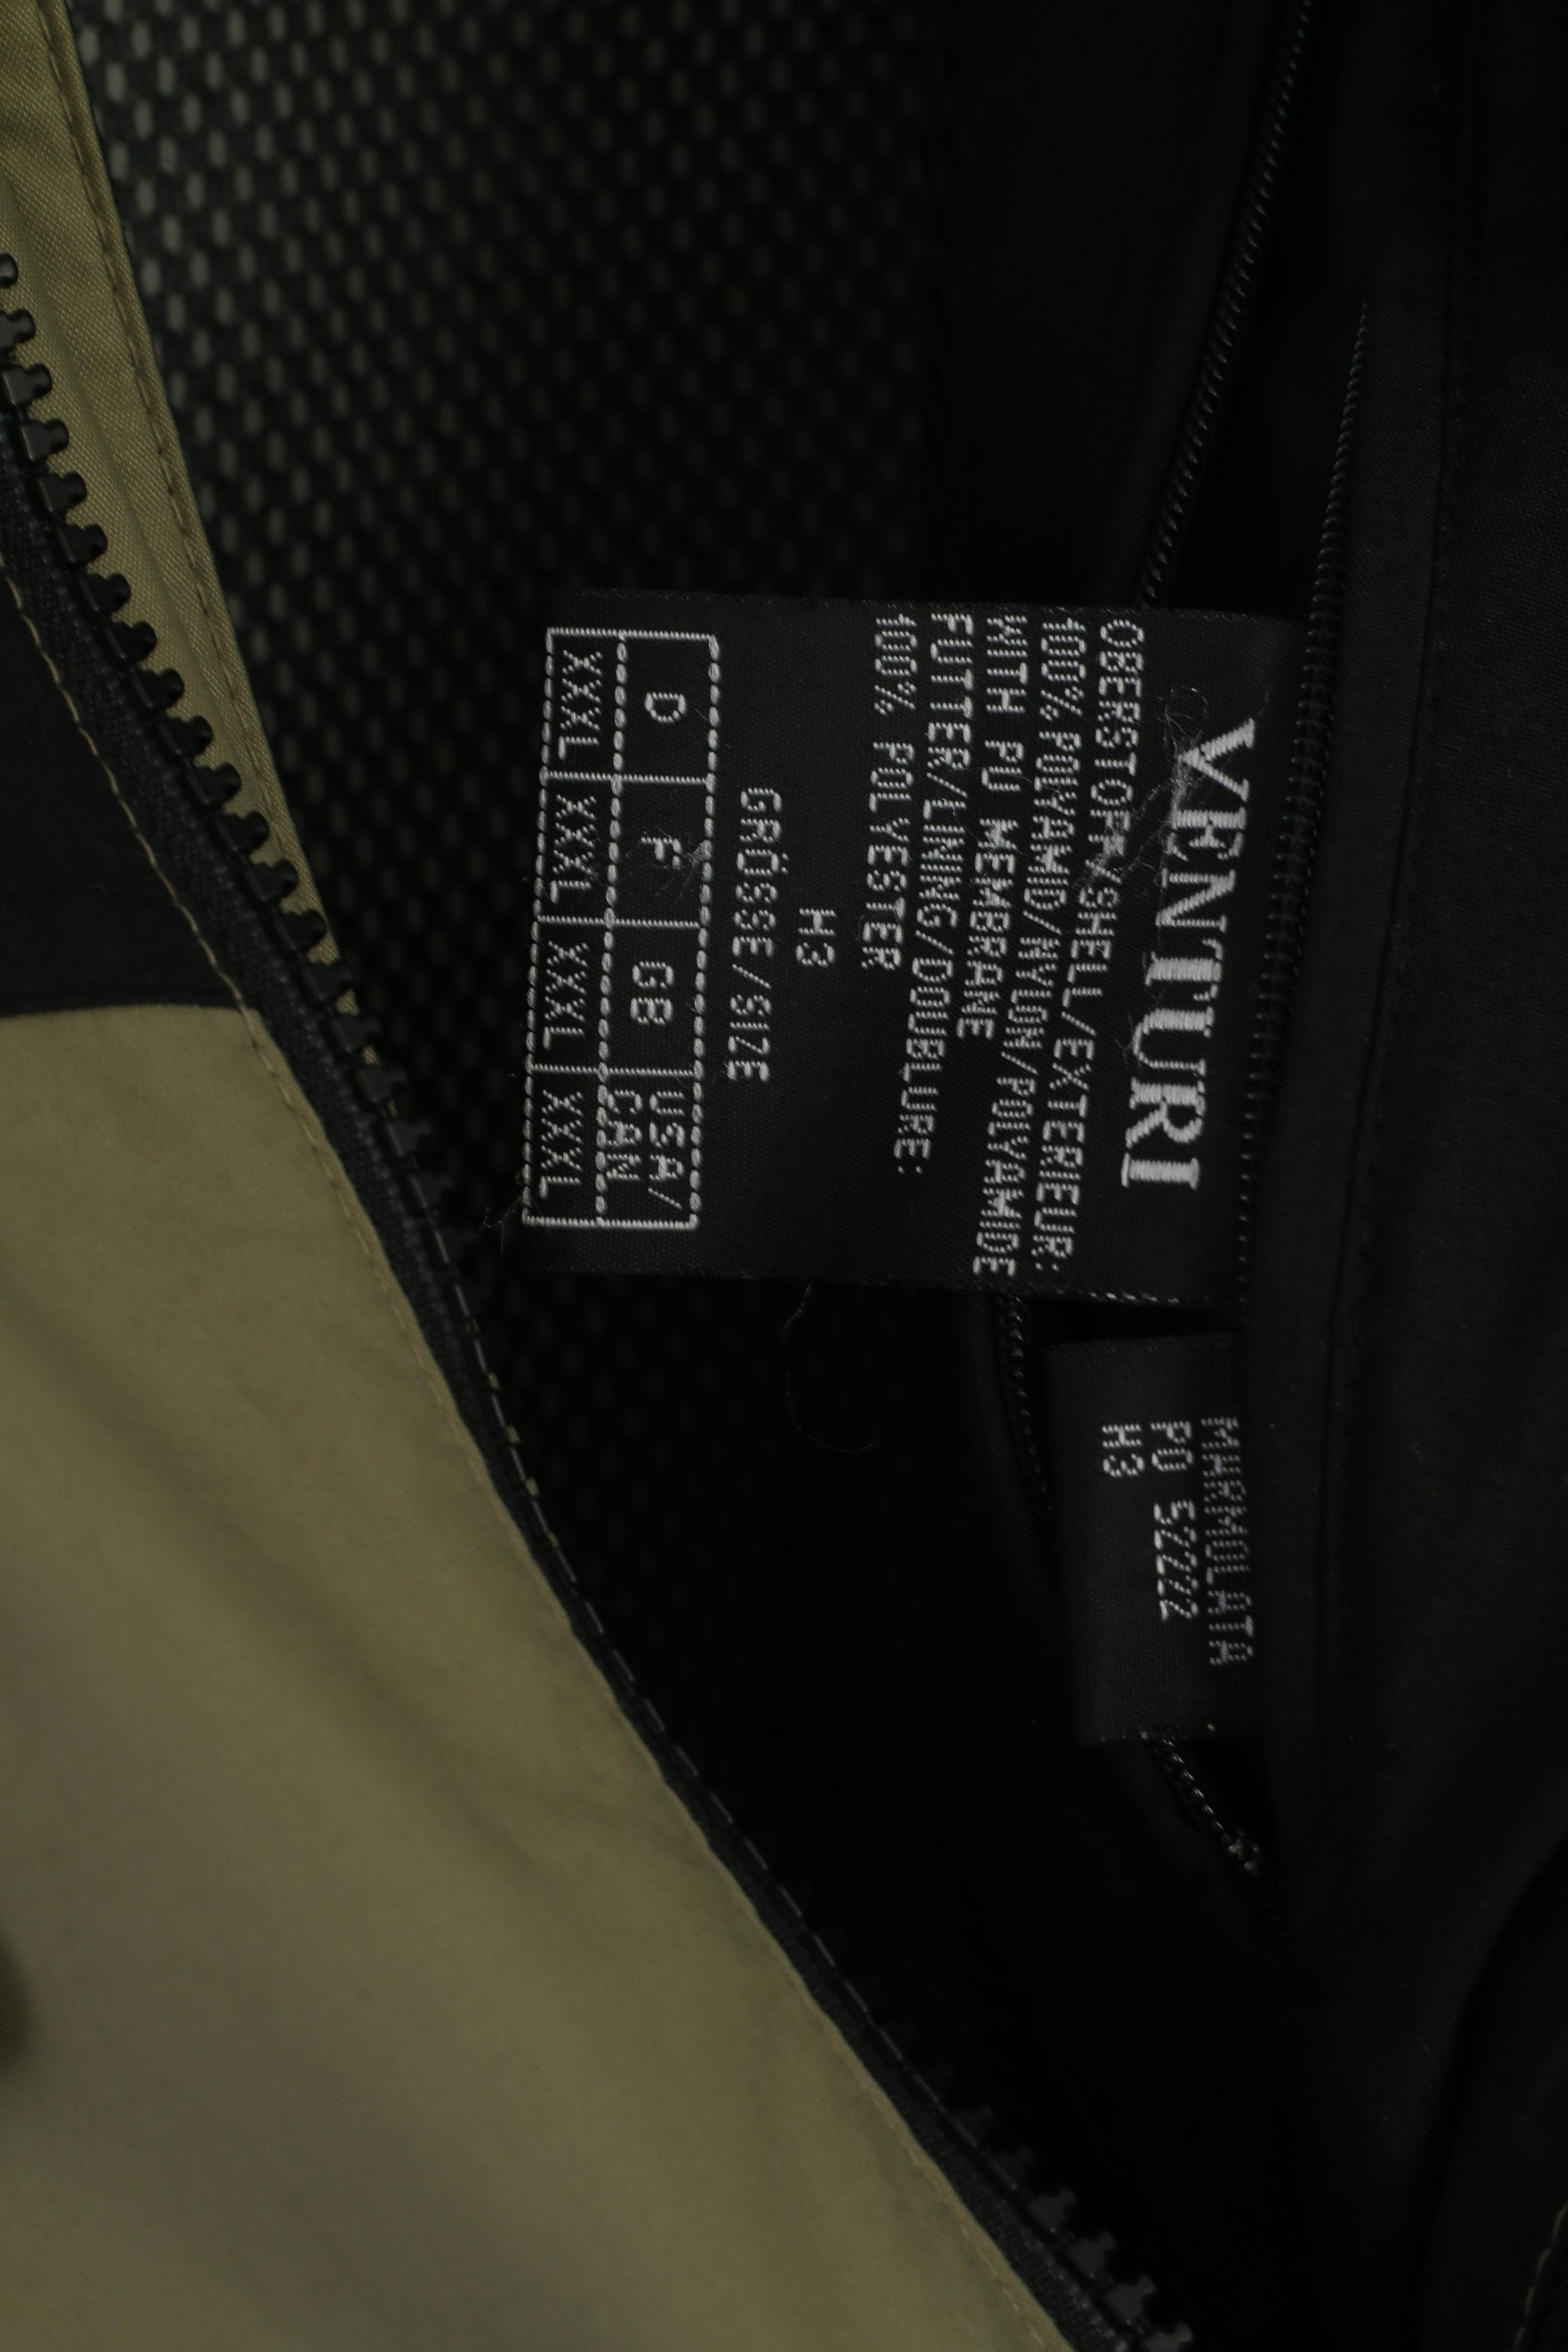 VENTURI
OBERSTOFF/SHELL/EXTERIEUR:
100% POLYAMID/NYLON/POLYAMIDE
WITH PU MEMBRANE
FUTTER/LINING/DOUBLURE:
100% POLYESTER
H3
GRÖSSE/SIZE
D F GB USA/
CAN.
XXXL XXXL XXXL XXXL
MARMOLATA
PO 52222
H3